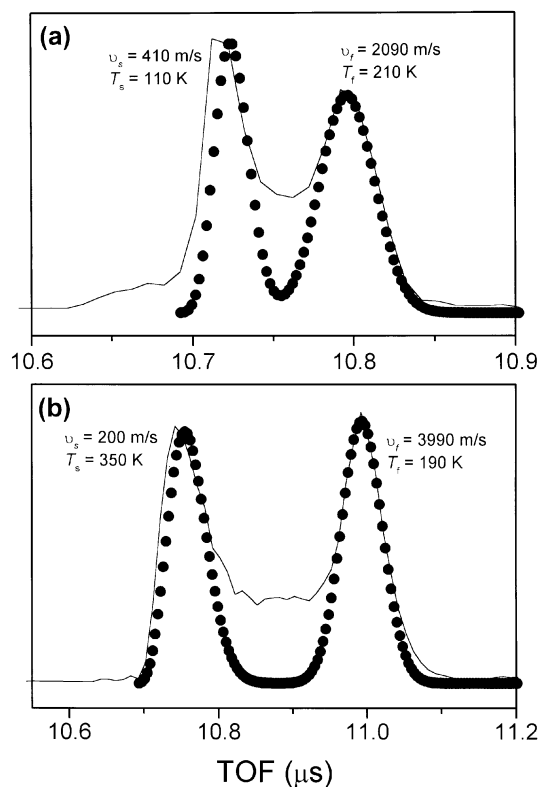 (a)
υs = 410 m/s
Ts = 110 K
υf = 2090 m/s
Tf = 210 K
10.6 10.7 10.8 10.9
(b)
υs = 200 m/s
Ts = 350 K
υf = 3990 m/s
Tf = 190 K
10.6 10.8 11.0 11.2
TOF (μs)